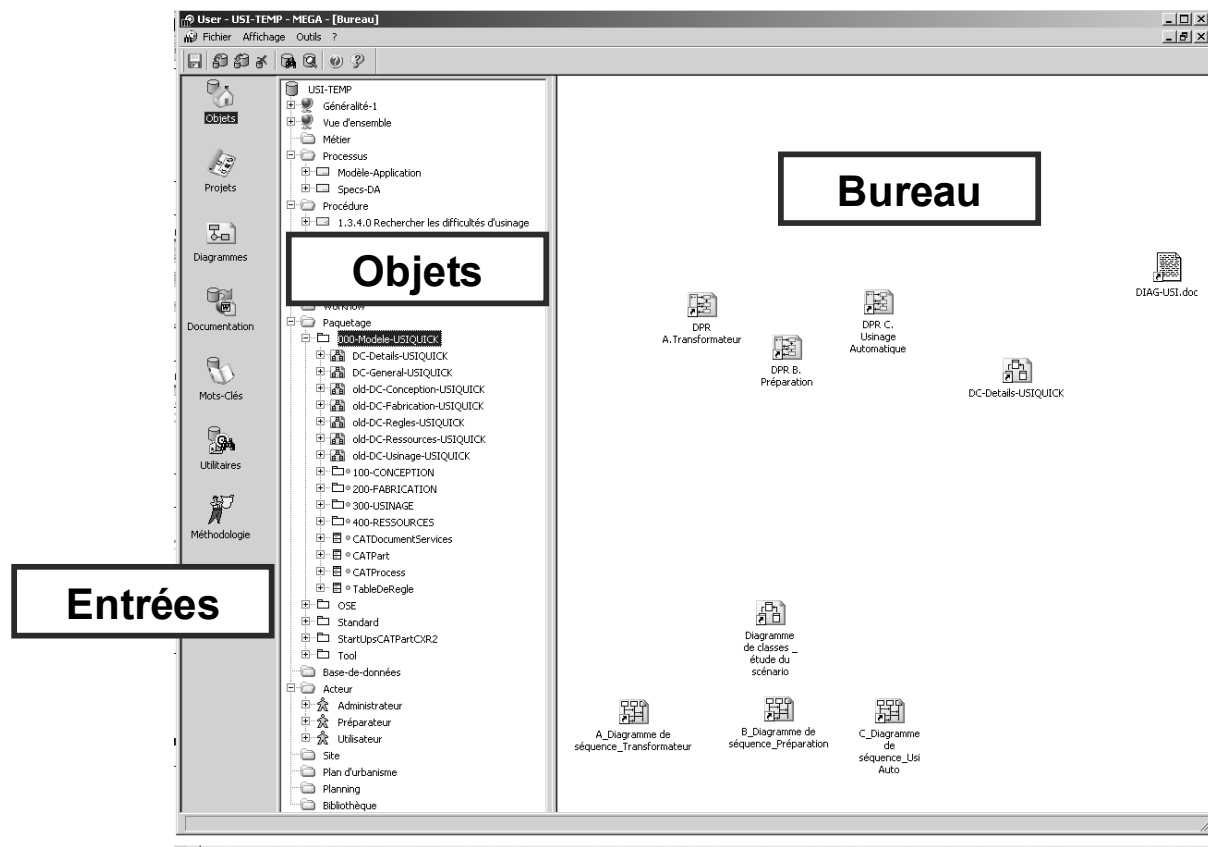 User - USI-TEMP - MEGA - [Bureau]
Fichier Affichage Outils ?
Objets
Projets
Diagrammes
Documentation
Mots-Clés
Utilitaires
Méthodologie
Entrées
USI-TEMP
Généralité-1
Vue d'ensemble
Métier
Processus
Modèle-Application
Specs-DA
Procédure
1.3.4.0 Rechercher les difficultés d'usinage
Objets
Workflow
Paquetage
000-Modele-USIQUICK
DC-Details-USIQUICK
DC-General-USIQUICK
old-DC-Conception-USIQUICK
old-DC-Fabrication-USIQUICK
old-DC-Regles-USIQUICK
old-DC-Ressources-USIQUICK
old-DC-Usinage-USIQUICK
100-CONCEPTION
200-FABRICATION
300-USINAGE
400-RESSOURCES
CATDocumentServices
CATPart
CATProcess
TableDeRegle
OSE
Standard
StartUpsCATPartCXR2
Tool
Base-de-données
Acteur
Administrateur
Préparateur
Utilisateur
Site
Plan d'urbanisme
Planning
Bibliothèque
Bureau
DIAG-USI.doc
DPR
A.Transformateur
DPR B.
Préparation
DPR C.
Usinage
Automatique
DC-Details-USIQUICK
Diagramme
de classes _
étude du
scénario
A_Diagramme de
séquence_Transformateur
B_Diagramme de
séquence_Préparation
C_Diagramme
de
séquence_Usi
Auto